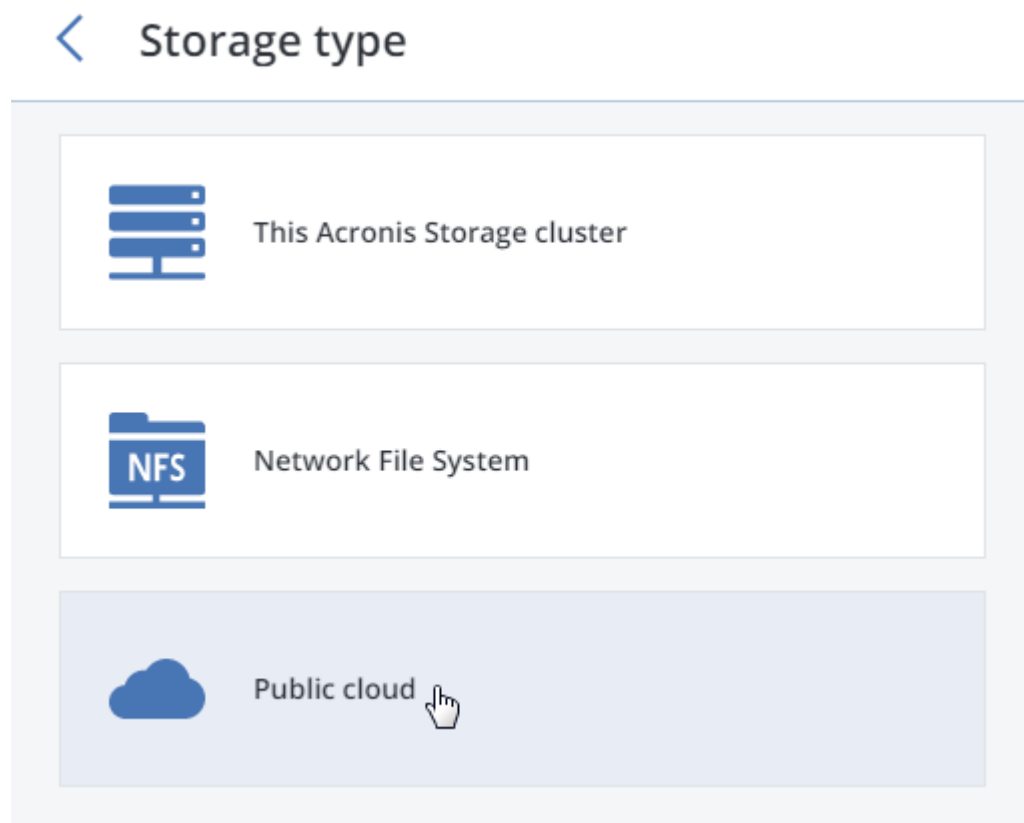 Storage type
This Acronis Storage cluster
NFS
Network File System
Public cloud